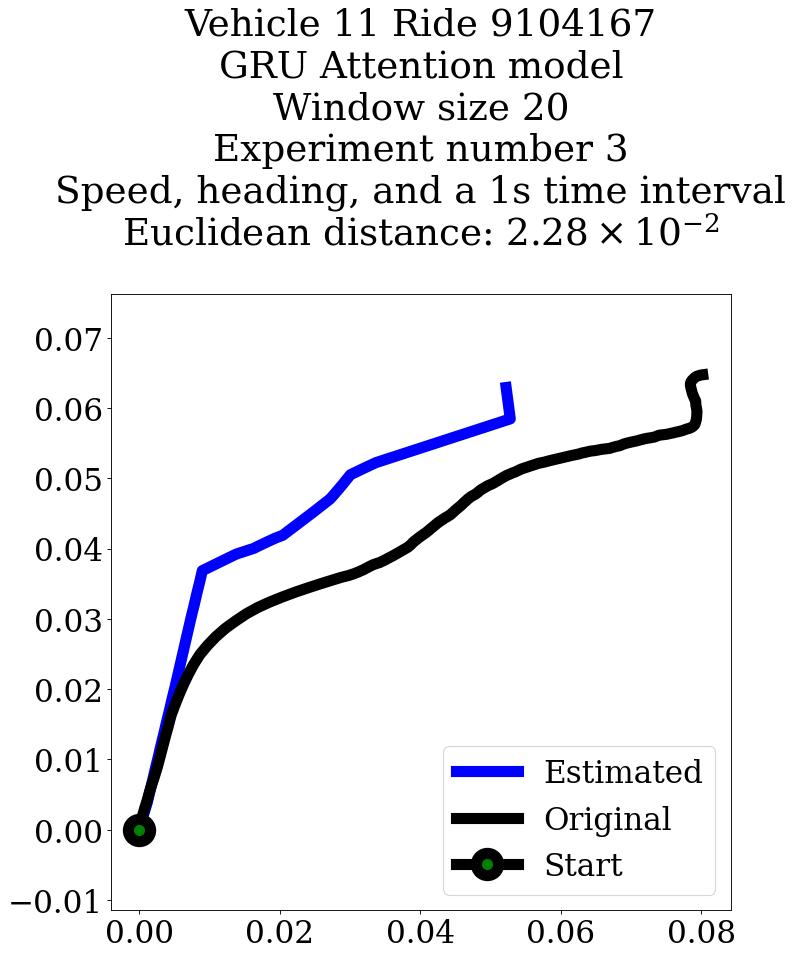 Vehicle 11 Ride 9104167
GRU Attention model
Window size 20
Experiment number 3
Speed, heading, and a 1s time interval
Euclidean distance: 2.28 × 10⁻²
0.07
0.06
0.05
0.04
0.03
0.02
0.01
0.00
−0.01
Estimated
Original
Start
0.00 0.02 0.04 0.06 0.08